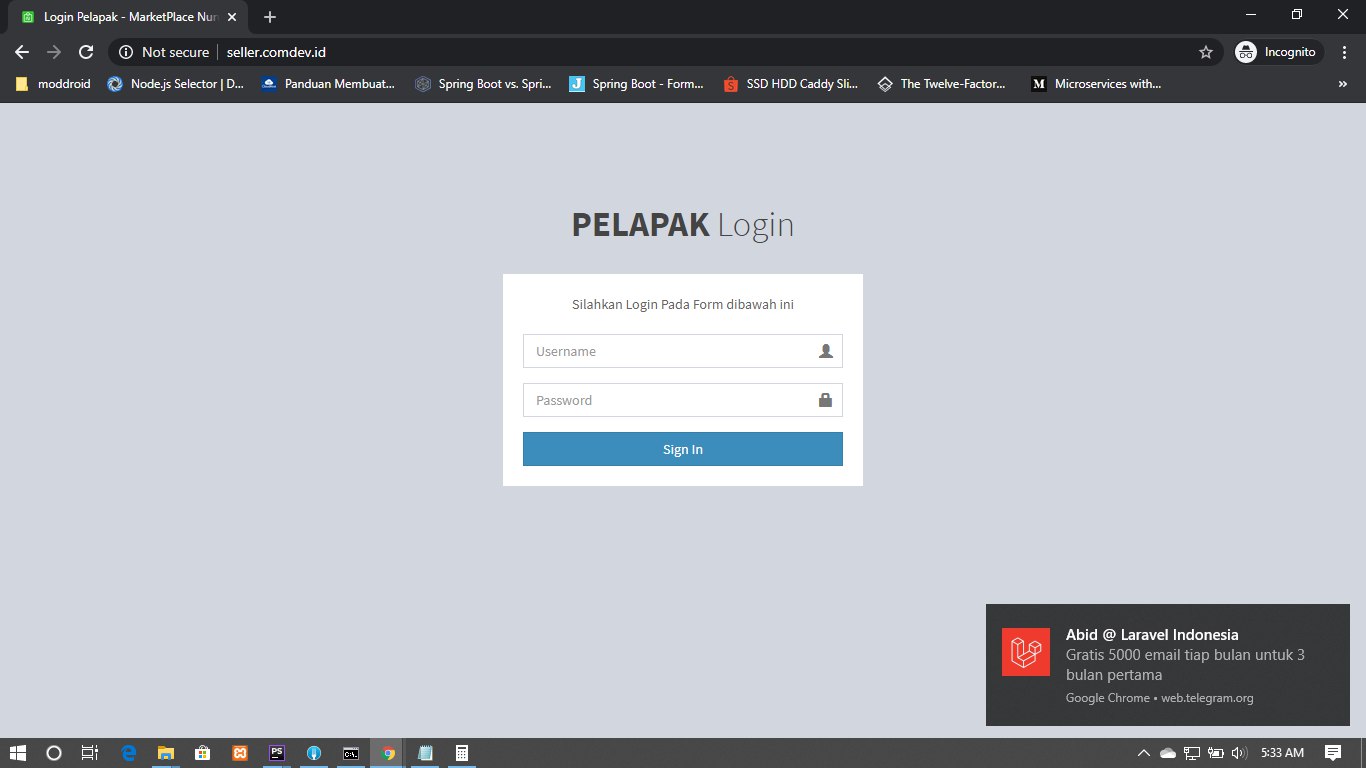 Login Pelapak - MarketPlace Nur
Not secure
seller.comdev.id
Incognito
moddroid
Node.js Selector | D...
Panduan Membuat...
Spring Boot vs. Spri...
Spring Boot - Form...
SSD HDD Caddy Sli...
The Twelve-Factor...
Microservices with...
»
PELAPAK Login
Silahkan Login Pada Form dibawah ini
Username
Password
Sign In
Abid @ Laravel Indonesia
Gratis 5000 email tiap bulan untuk 3
bulan pertama
Google Chrome • web.telegram.org
5:33 AM